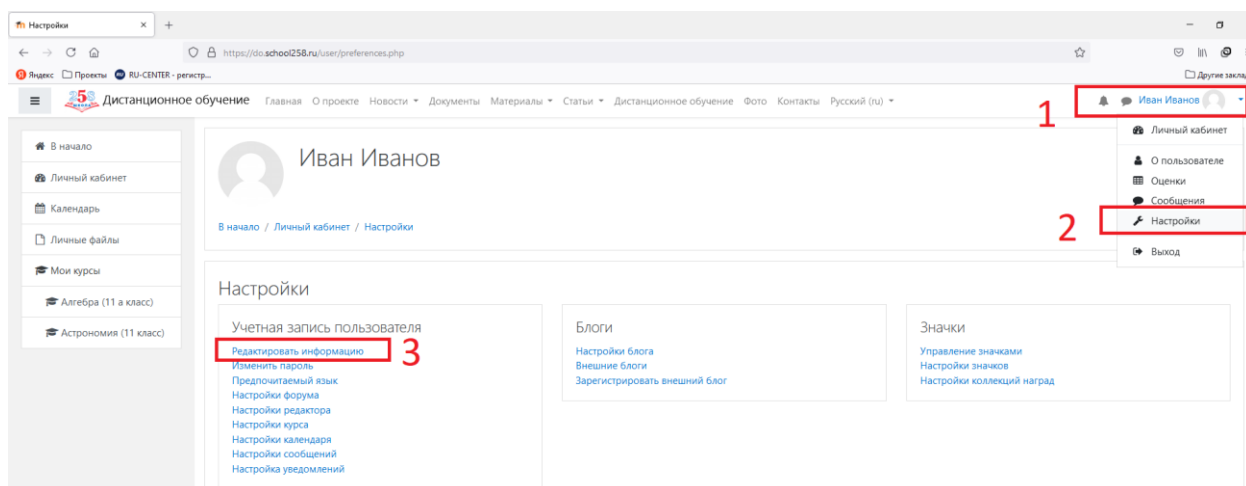 Настройки
https://do.school258.ru/user/preferences.php
Яндекс Проекты RU-CENTER - регистр...
Другие закла
258 Дистанционное обучение Главная О проекте Новости Документы Материалы Статьи Дистанционное обучение Фото Контакты Русский (ru)
1 Иван Иванов
Личный кабинет
О пользователе
Оценки
Сообщения
2 Настройки
Выход
В начало
Личный кабинет
Календарь
Личные файлы
Мои курсы
Алгебра (11 а класс)
Астрономия (11 класс)
Иван Иванов
В начало / Личный кабинет / Настройки
Настройки
Учетная запись пользователя
Редактировать информацию 3
Изменить пароль
Предпочитаемый язык
Настройки форума
Настройки редактора
Настройки курса
Настройки календаря
Настройки сообщений
Настройка уведомлений
Блоги
Настройки блога
Внешние блоги
Зарегистрировать внешний блог
Значки
Управление значками
Настройки значков
Настройки коллекций наград